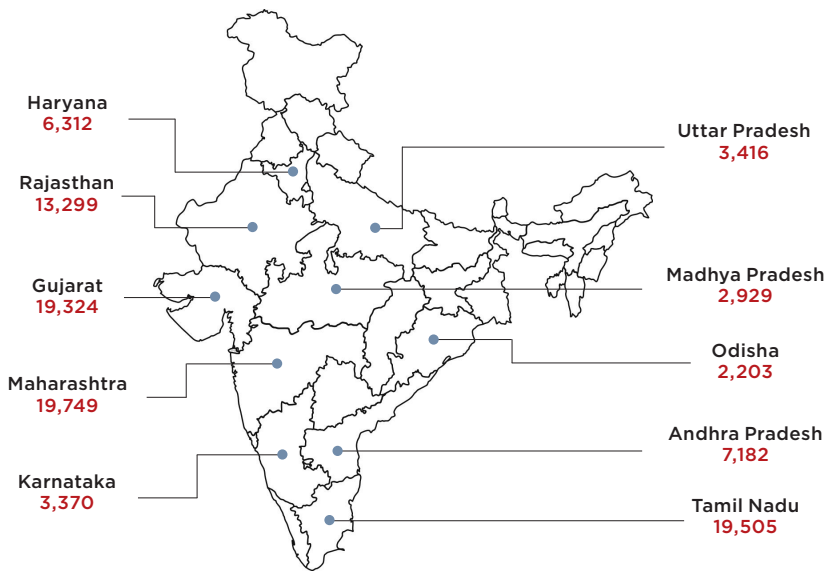 Haryana
6,312
Rajasthan
13,299
Gujarat
19,324
Maharashtra
19,749
Karnataka
3,370
Uttar Pradesh
3,416
Madhya Pradesh
2,929
Odisha
2,203
Andhra Pradesh
7,182
Tamil Nadu
19,505